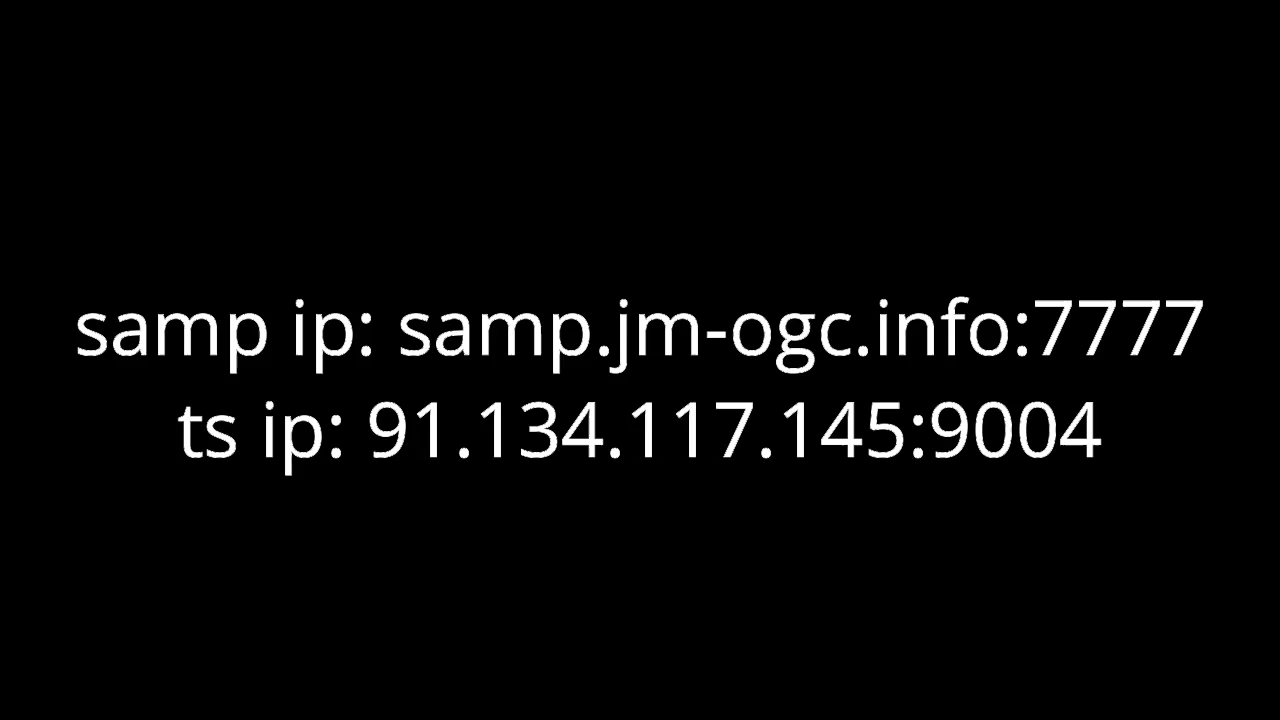 samp ip: samp.jm-ogc.info:7777
ts ip: 91.134.117.145:9004